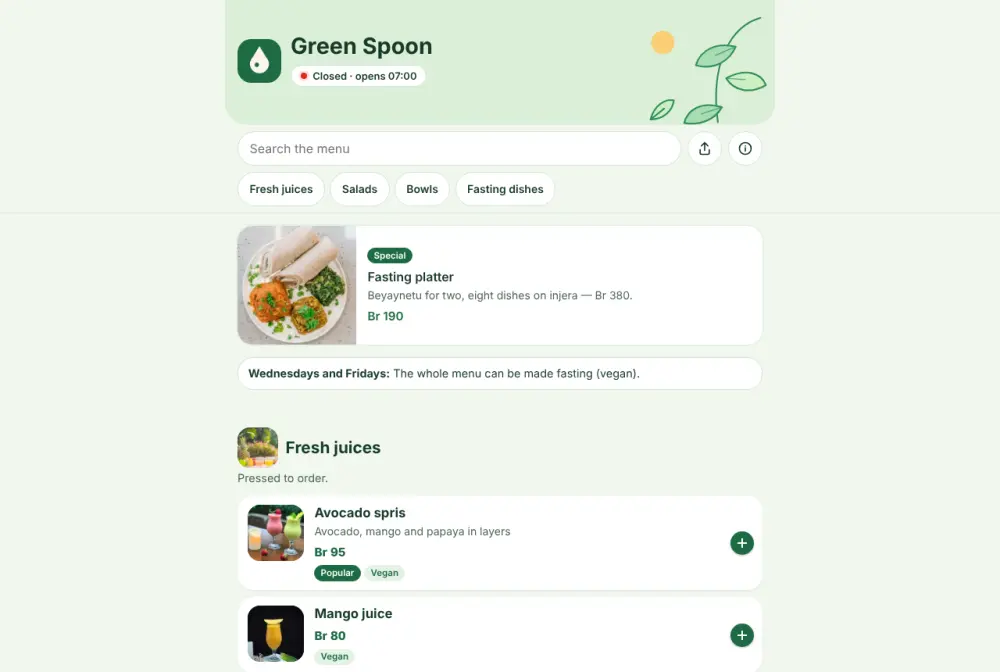 Green Spoon
Closed · opens 07:00
Search the menu
Fresh juices
Salads
Bowls
Fasting dishes
Special
Fasting platter
Beyaynetu for two, eight dishes on injera — Br 380.
Br 190
Wednesdays and Fridays: The whole menu can be made fasting (vegan).
Fresh juices
Pressed to order.
Avocado spris
Avocado, mango and papaya in layers
Br 95
Popular
Vegan
Mango juice
Br 80
Vegan